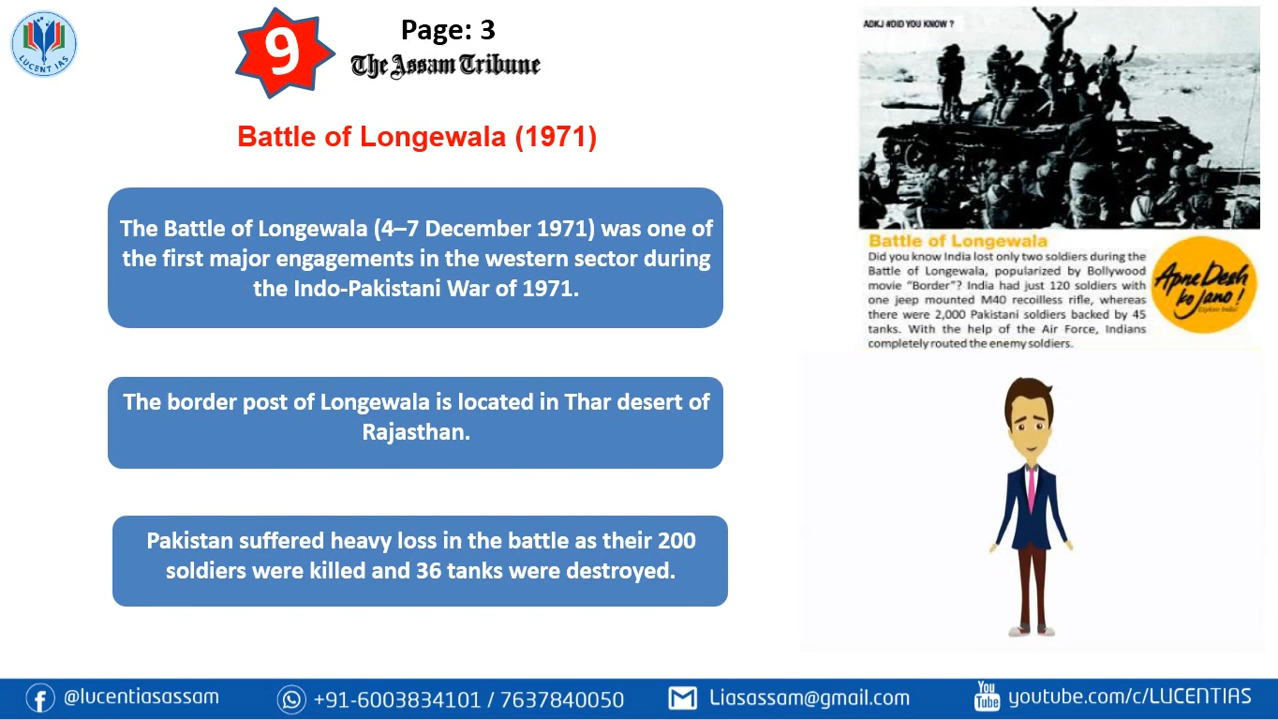 LUCENT IAS
9
Page: 3
The Assam Tribune
Battle of Longewala (1971)
The Battle of Longewala (4–7 December 1971) was one of
the first major engagements in the western sector during
the Indo-Pakistani War of 1971.
The border post of Longewala is located in Thar desert of
Rajasthan.
Pakistan suffered heavy loss in the battle as their 200
soldiers were killed and 36 tanks were destroyed.
ADKJ #DID YOU KNOW ?
Battle of Longewala
Did you know India lost only two soldiers during the
Battle of Longewala, popularized by Bollywood
movie “Border”? India had just 120 soldiers with
one jeep mounted M40 recoilless rifle, whereas
there were 2,000 Pakistani soldiers backed by 45
tanks. With the help of the Air Force, Indians
completely routed the enemy soldiers.
Apne Desh
ko jano!
@lucentiasassam
+91-6003834101 / 7637840050
Liasassam@gmail.com
You
Tube
youtube.com/c/LUCENTIAS